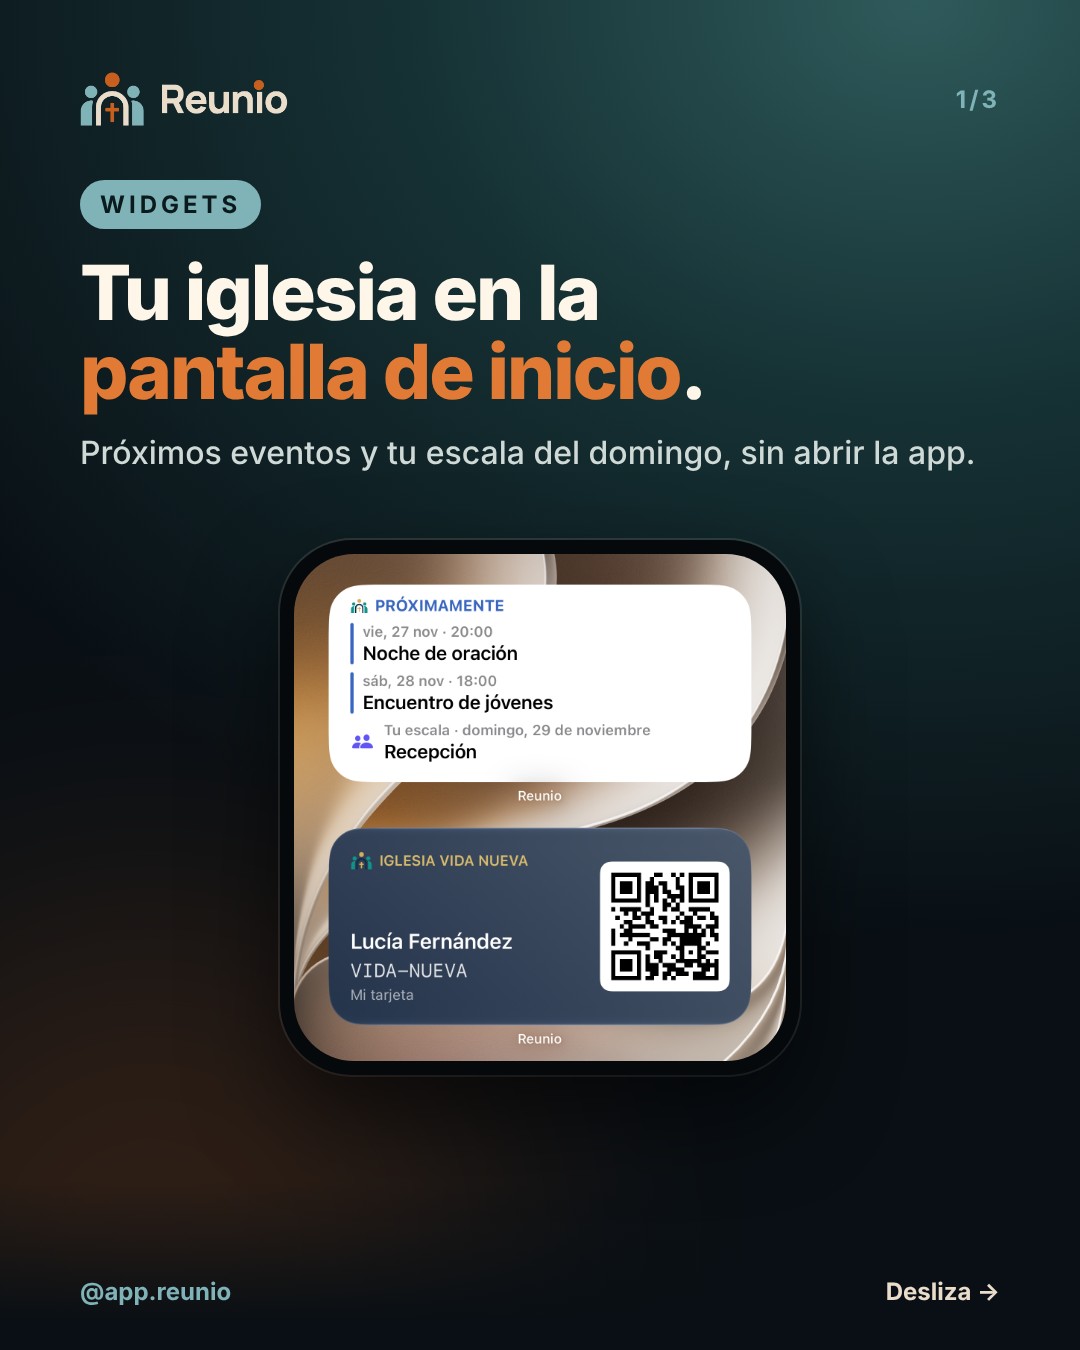 Reunio
1/3
WIDGETS
Tu iglesia en la
pantalla de inicio.
Próximos eventos y tu escala del domingo, sin abrir la app.
PRÓXIMAMENTE
vie, 27 nov · 20:00
Noche de oración
sáb, 28 nov · 18:00
Encuentro de jóvenes
Tu escala · domingo, 29 de noviembre
Recepción
Reunio
IGLESIA VIDA NUEVA
Lucía Fernández
VIDA-NUEVA
Mi tarjeta
Reunio
@app.reunio
Desliza →